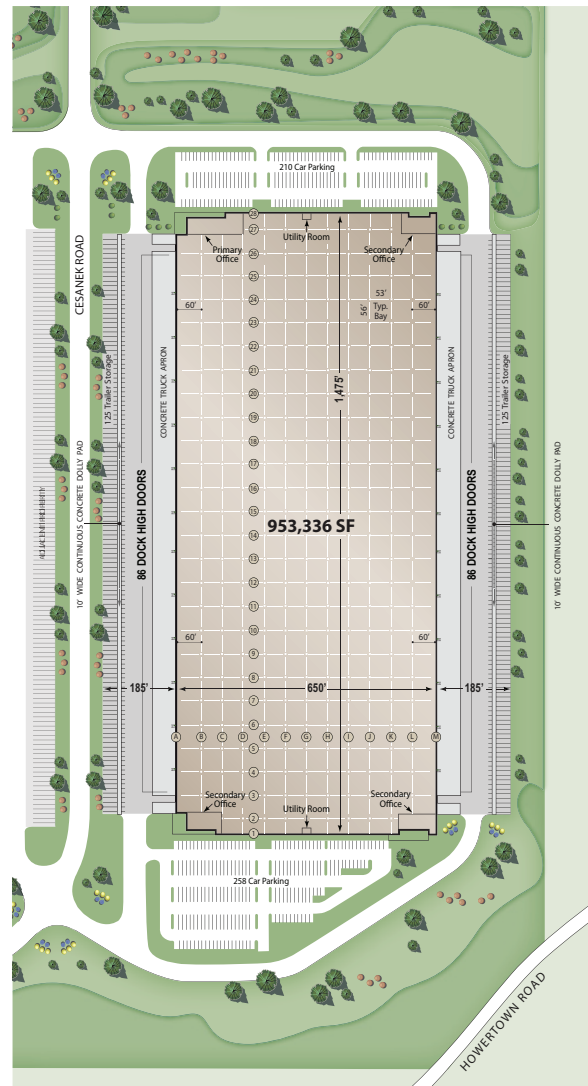 210 Car Parking
28
27
26
25
24
23
22
21
20
19
18
17
16
15
14
13
12
11
10
9
8
7
6
5
4
3
2
1
Primary
Office
Utility Room
Secondary
Office
CESANEK ROAD
60'
53'
56'
Typ.
Bay
60'
1,475'
125 Trailer Storage
CONCRETE TRUCK APRON
CONCRETE TRUCK APRON
125 Trailer Storage
ADJACENT PROPERTY
10' WIDE CONTINUOUS CONCRETE DOLLY PAD
86 DOCK HIGH DOORS
953,336 SF
86 DOCK HIGH DOORS
10' WIDE CONTINUOUS CONCRETE DOLLY PAD
60'
60'
185'
650'
185'
A B C D E F G H I J K L M
Secondary
Office
Utility Room
Secondary
Office
258 Car Parking
HOWERTOWN ROAD